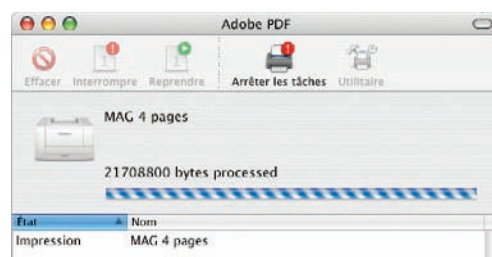 Adobe PDF
Effacer Interrompre Reprendre Arrêter les tâches Utilitaire
MAG 4 pages
21708800 bytes processed
État Nom
Impression MAG 4 pages